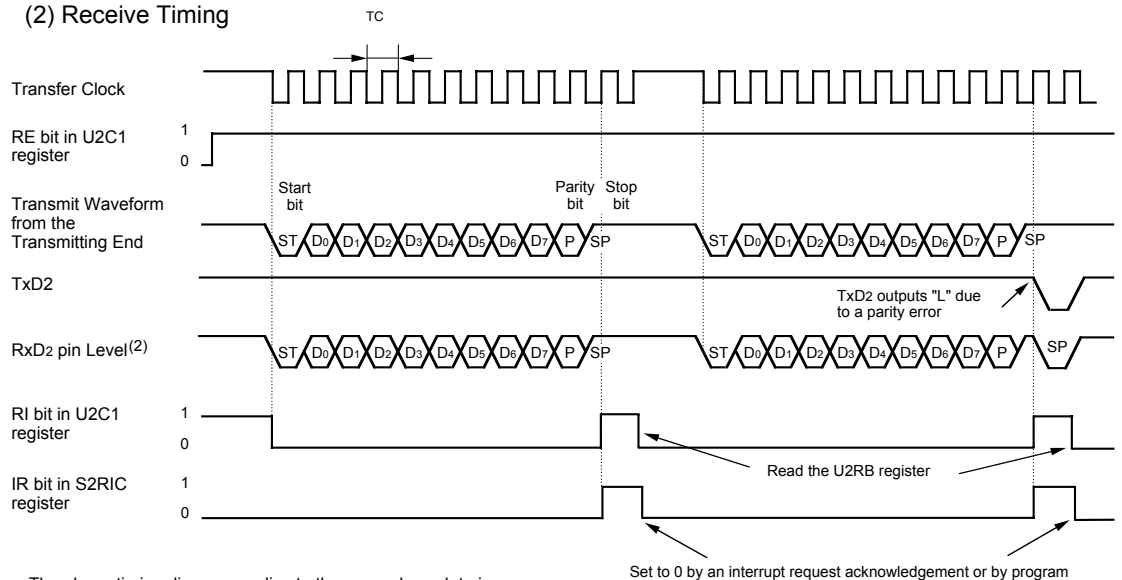 (2) Receive Timing
TC
Transfer Clock
RE bit in U2C1
register
1
0
Start
bit
Parity
bit
Stop
bit
Transmit Waveform
from the
Transmitting End
ST D0 D1 D2 D3 D4 D5 D6 D7 P SP
ST D0 D1 D2 D3 D4 D5 D6 D7 P SP
TxD2
TxD2 outputs "L" due
to a parity error
RxD2 pin Level(2)
ST D0 D1 D2 D3 D4 D5 D6 D7 P SP
ST D0 D1 D2 D3 D4 D5 D6 D7 P SP
RI bit in U2C1
register
1
0
Read the U2RB register
IR bit in S2RIC
register
1
0
Set to 0 by an interrupt request acknowledgement or by program